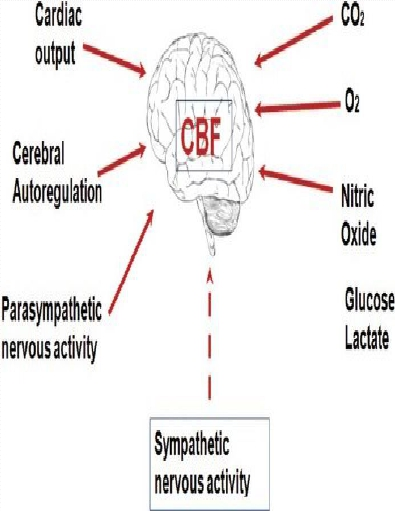 Cardiac
output
CO₂
O₂
CBF
Cerebral
Autoregulation
Nitric
Oxide
Parasympathetic
nervous activity
Glucose
Lactate
Sympathetic
nervous activity